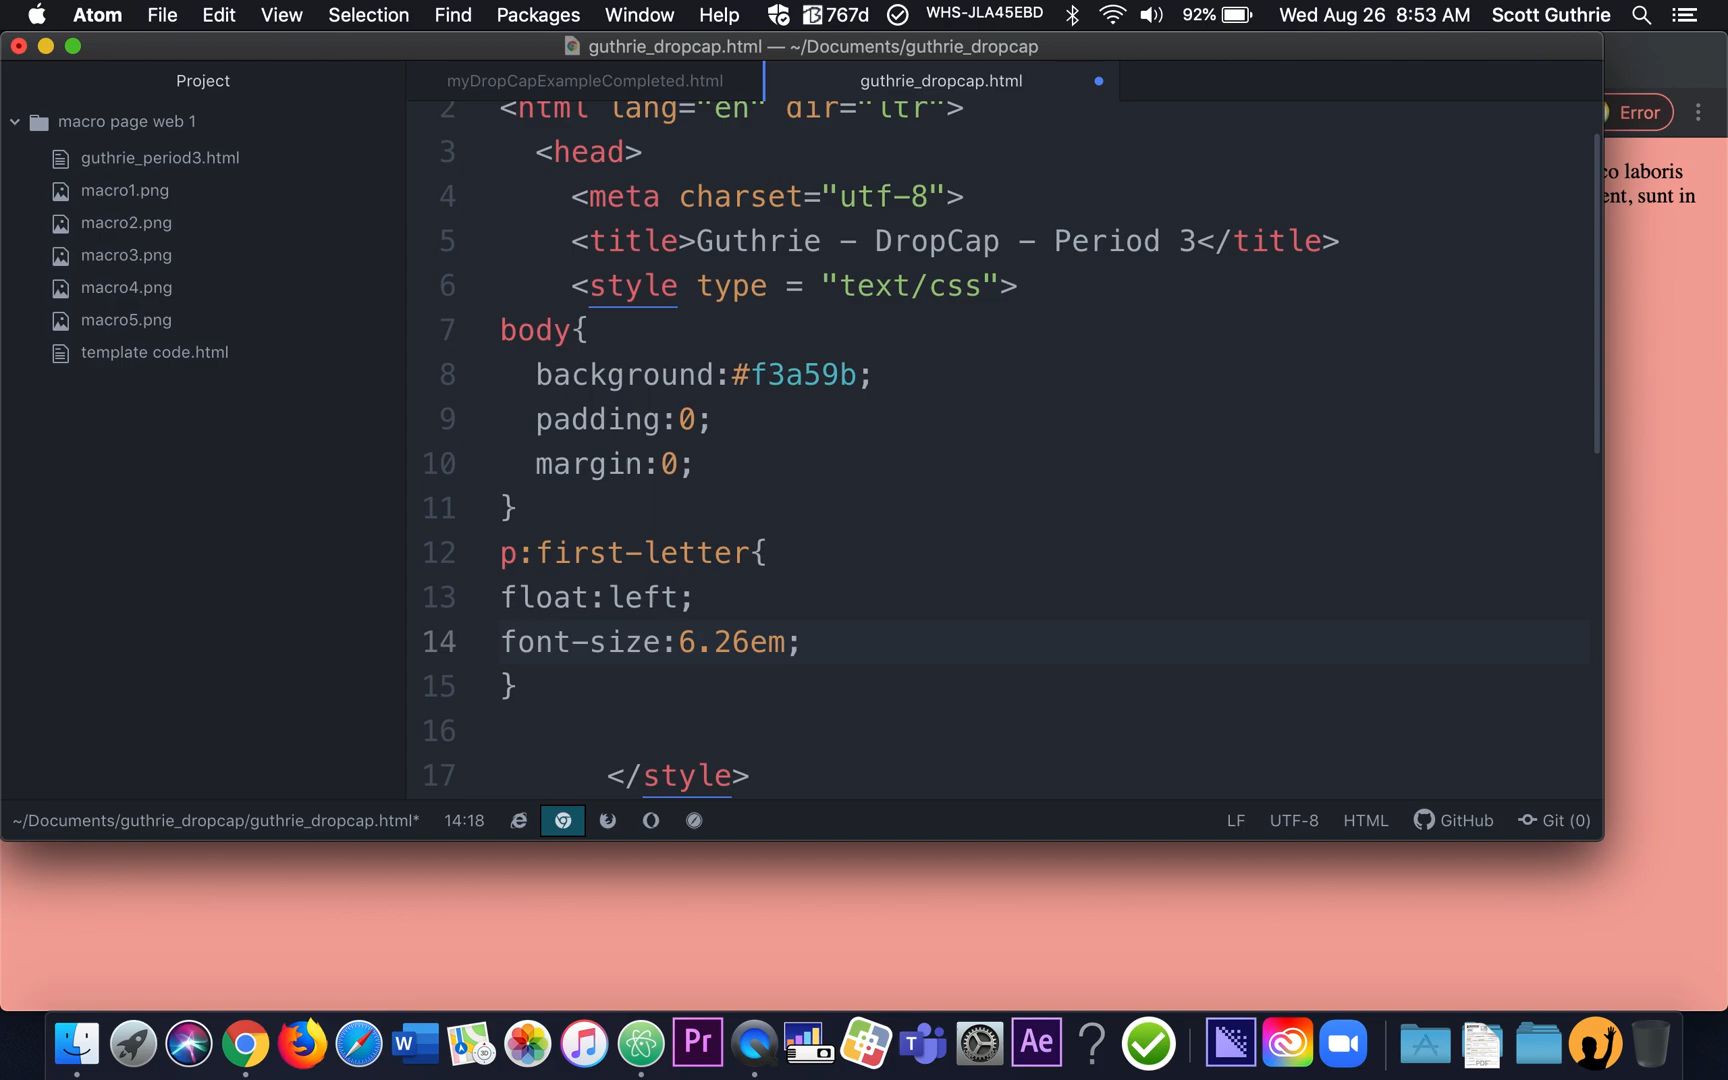 Atom File Edit View Selection Find Packages Window Help 767d WHS-JLA45EBD 92% Wed Aug 26 8:53 AM Scott Guthrie
guthrie_dropcap.html — ~/Documents/guthrie_dropcap
Project
myDropCapExampleCompleted.html guthrie_dropcap.html
macro page web 1
guthrie_period3.html
macro1.png
macro2.png
macro3.png
macro4.png
macro5.png
template code.html
2 <html lang="en" dir="ltr">
3 <head>
4 <meta charset="utf-8">
5 <title>Guthrie - DropCap - Period 3</title>
6 <style type = "text/css">
7 body{
8 background:#f3a59b;
9 padding:0;
10 margin:0;
11 }
12 p:first-letter{
13 float:left;
14 font-size:6.26em;
15 }
16
17 </style>
Error
co laboris
ent, sunt in
~/Documents/guthrie_dropcap/guthrie_dropcap.html* 14:18 LF UTF-8 HTML GitHub Git (0)
W 3D Pr T Ae ? PDF